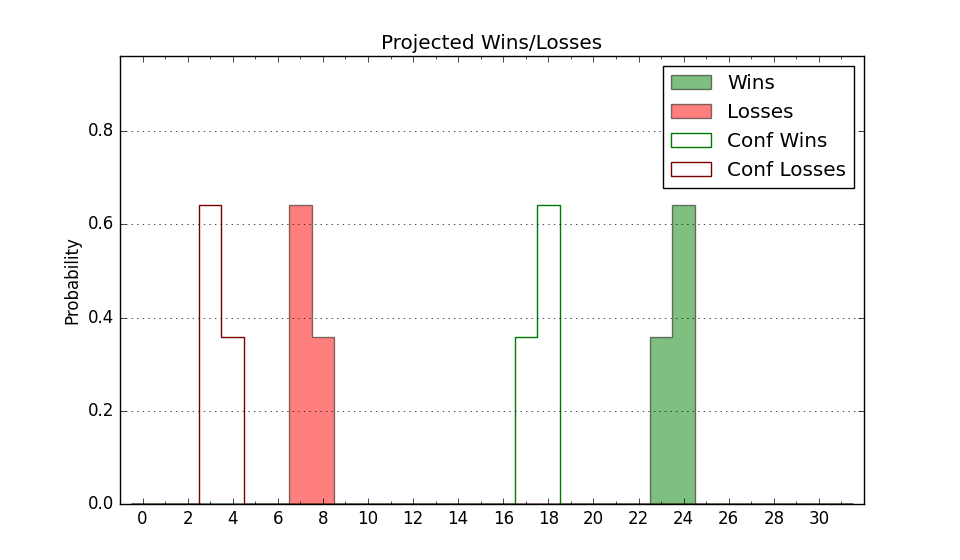 Projected Wins/Losses
Wins
Losses
Conf Wins
Conf Losses
Probability
0.8
0.6
0.4
0.2
0.0
0 2 4 6 8 10 12 14 16 18 20 22 24 26 28 30